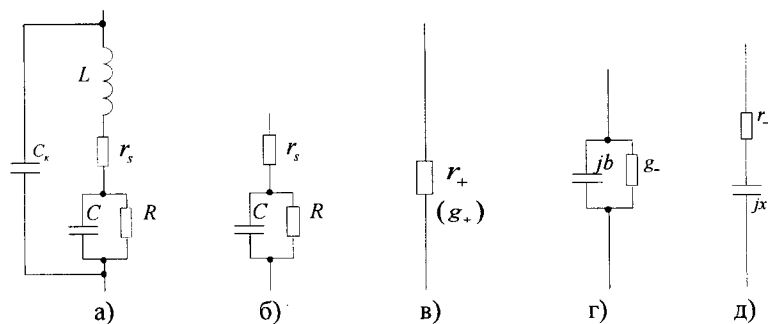 L
r_s
C_к
C
R
а)
r_s
C
R
б)
r_+
(g_+)
в)
jb
g_-
г)
r_-
jx
д)